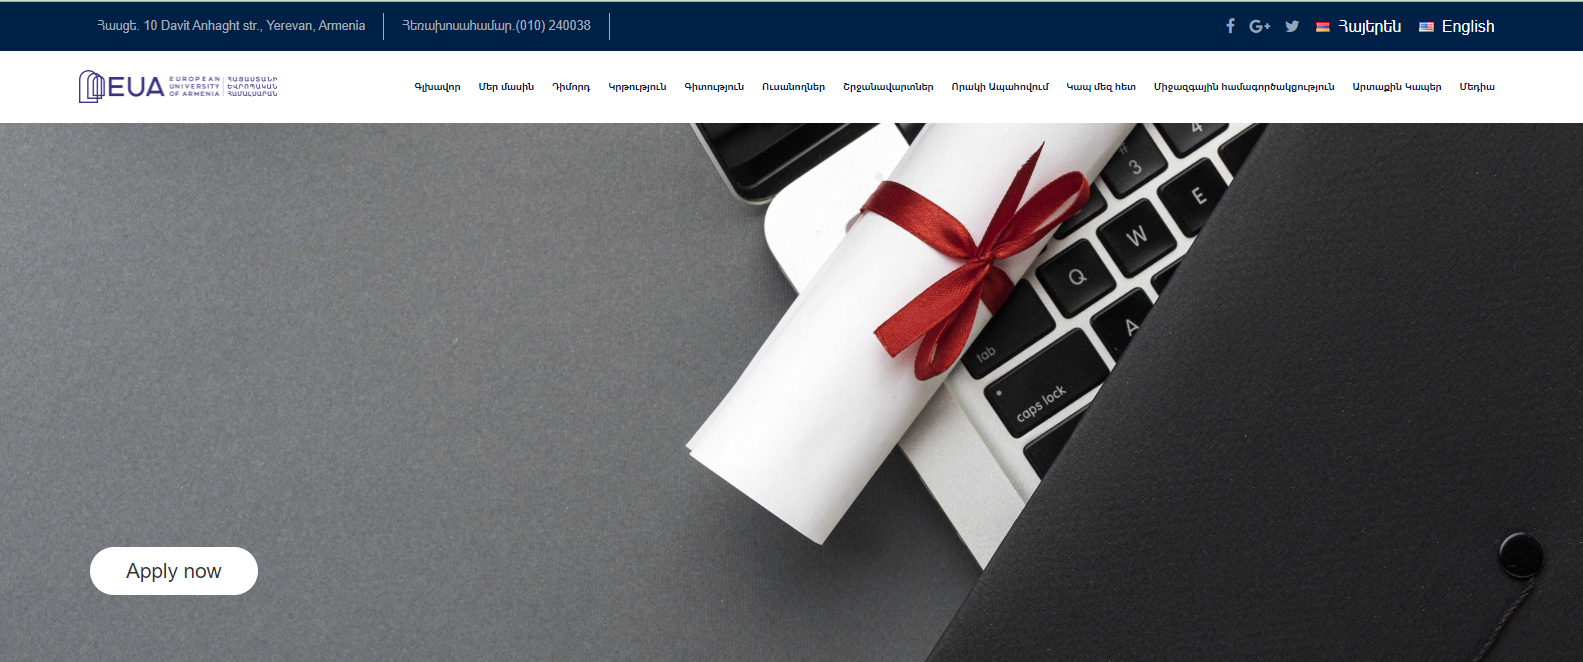 Հասցե. 10 Davit Anhaght str., Yerevan, Armenia
Հեռախոսահամար.(010) 240038
Հայերեն
English
EUA
EUROPEAN UNIVERSITY OF ARMENIA
ՀԱՅԱՍՏԱՆԻ ԵՎՐՈՊԱԿԱՆ ՀԱՄԱԼՍԱՐԱՆ
Գլխավոր Մեր մասին Դիմորդ Կրթություն Գիտություն Ուսանողներ Շրջանավարտներ Որակի Ապահովում Կապ մեզ հետ Միջազգային համագործակցություն Արտաքին Կապեր Մեդիա
# 3
4
E
W
Q
A
tab
caps lock
Apply now